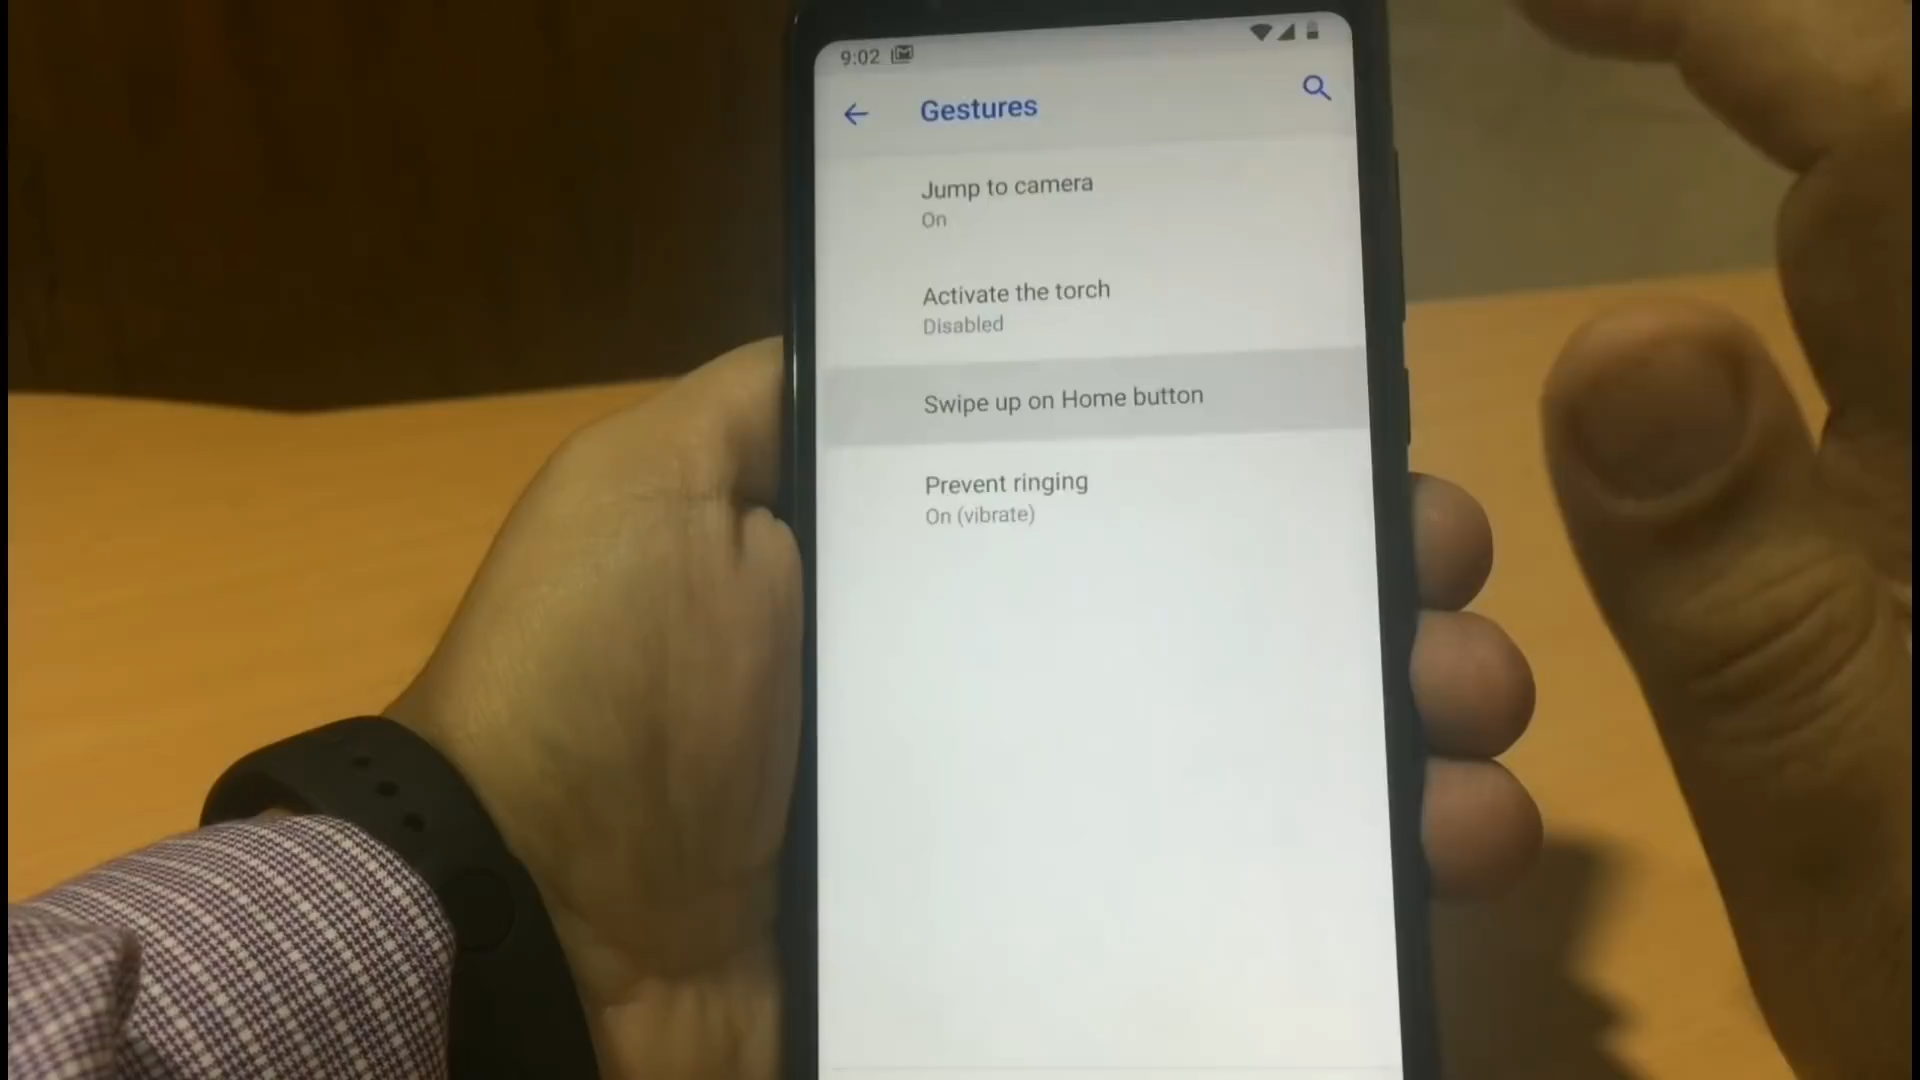 9:02
Gestures
Jump to camera
On
Activate the torch
Disabled
Swipe up on Home button
Prevent ringing
On (vibrate)